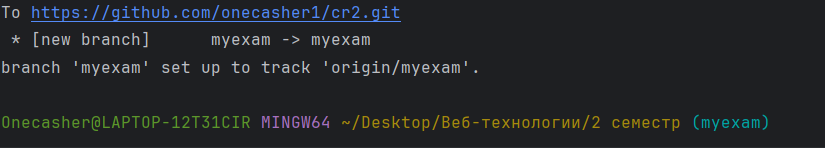 To https://github.com/onecasher1/cr2.git
 * [new branch]      myexam -> myexam
branch 'myexam' set up to track 'origin/myexam'.
Onecasher@LAPTOP-12T31CIR MINGW64 ~/Desktop/Веб-технологии/2 семестр (myexam)